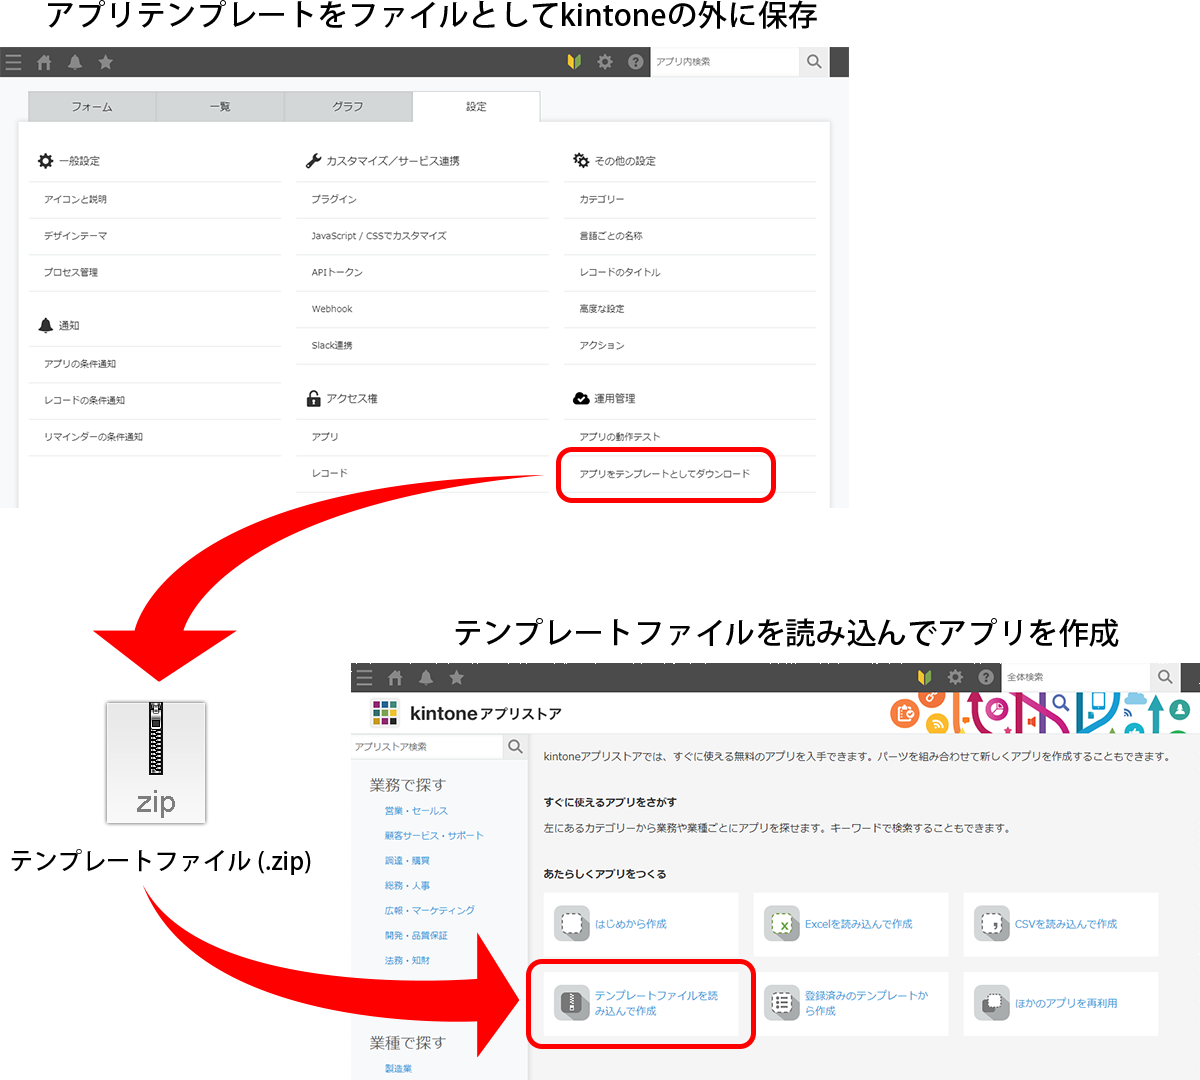 アプリテンプレートをファイルとしてkintoneの外に保存
アプリ内検索
フォーム
一覧
グラフ
設定
一般設定
アイコンと説明
デザインテーマ
プロセス管理
通知
アプリの条件通知
レコードの条件通知
リマインダーの条件通知
カスタマイズ／サービス連携
プラグイン
JavaScript / CSSでカスタマイズ
APIトークン
Webhook
Slack連携
アクセス権
アプリ
レコード
その他の設定
カテゴリー
言語ごとの名称
レコードのタイトル
高度な設定
アクション
運用管理
アプリの動作テスト
アプリをテンプレートとしてダウンロード
zip
テンプレートファイル (.zip)
テンプレートファイルを読み込んでアプリを作成
全体検索
kintoneアプリストア
アプリストア検索
業務で探す
営業・セールス
顧客サービス・サポート
調達・購買
総務・人事
広報・マーケティング
開発・品質保証
法務・知財
業種で探す
製造業
kintoneアプリストアでは、すぐに使える無料のアプリを入手できます。パーツを組み合わせて新しくアプリを作成することもできます。
すぐに使えるアプリをさがす
左にあるカテゴリーから業務や業種ごとにアプリを探せます。キーワードで検索することもできます。
あたらしくアプリをつくる
はじめから作成
Excelを読み込んで作成
CSVを読み込んで作成
テンプレートファイルを読
み込んで作成
登録済みのテンプレートか
ら作成
ほかのアプリを再利用